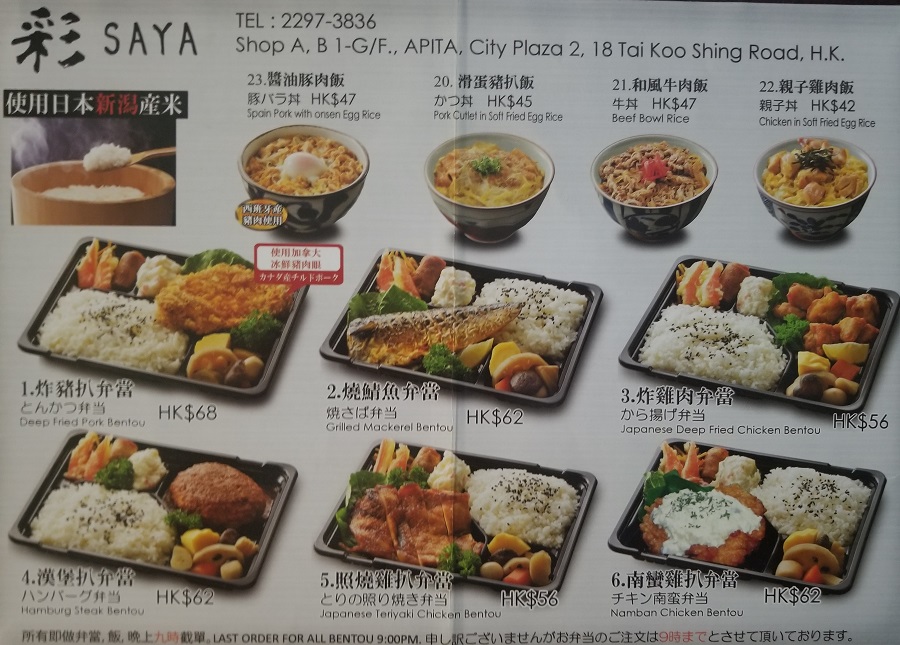 彩 SAYA
TEL : 2297-3836
Shop A, B 1-G/F., APITA, City Plaza 2, 18 Tai Koo Shing Road, H.K.
使用日本新潟産米
23.醬油豚肉飯
豚バラ丼 HK$47
Spain Pork with onsen Egg Rice
西班牙産
豬肉使用
20. 滑蛋豬扒飯
かつ丼 HK$45
Pork Cutlet in Soft Fried Egg Rice
21.和風牛肉飯
牛丼 HK$47
Beef Bowl Rice
22.親子雞肉飯
親子丼 HK$42
Chicken in Soft Fried Egg Rice
使用加拿大
冰鮮豬肉眼
カナダ産チルドポーク
1.炸豬扒弁當
とんかつ弁当
Deep Fried Pork Bentou
HK$68
2.燒鯖魚弁當
焼さば弁当
Grilled Mackerel Bentou
HK$62
3.炸雞肉弁當
から揚げ弁当
Japanese Deep Fried Chicken Bentou
HK$56
4.漢堡扒弁當
ハンバーグ弁当
Hamburg Steak Bentou
HK$62
5.照燒雞扒弁當
とりの照り焼き弁当
Japanese Teriyaki Chicken Bentou
HK$56
6.南蠻雞扒弁當
チキン南蛮弁当
Namban Chicken Bentou
HK$62
所有即做弁當, 飯, 晚上九時截單. LAST ORDER FOR ALL BENTOU 9:00PM. 申し訳ございませんがお弁当のご注文は9時までとさせて頂いております。